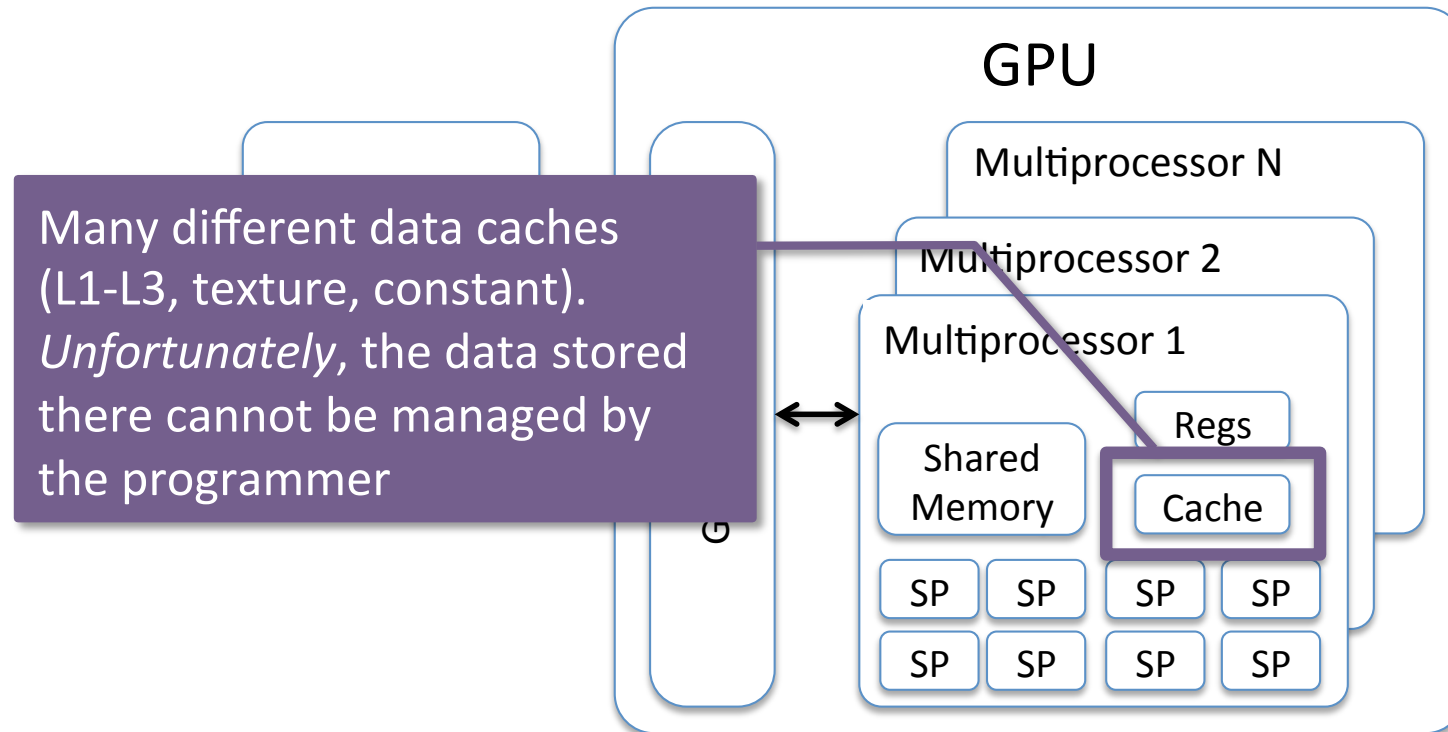 GPU
Multiprocessor N
Many different data caches
(L1-L3, texture, constant).
Unfortunately, the data stored
there cannot be managed by
the programmer
Multiprocessor 2
Multiprocessor 1
Regs
Shared
Memory
Cache
G
SP SP SP SP
SP SP SP SP